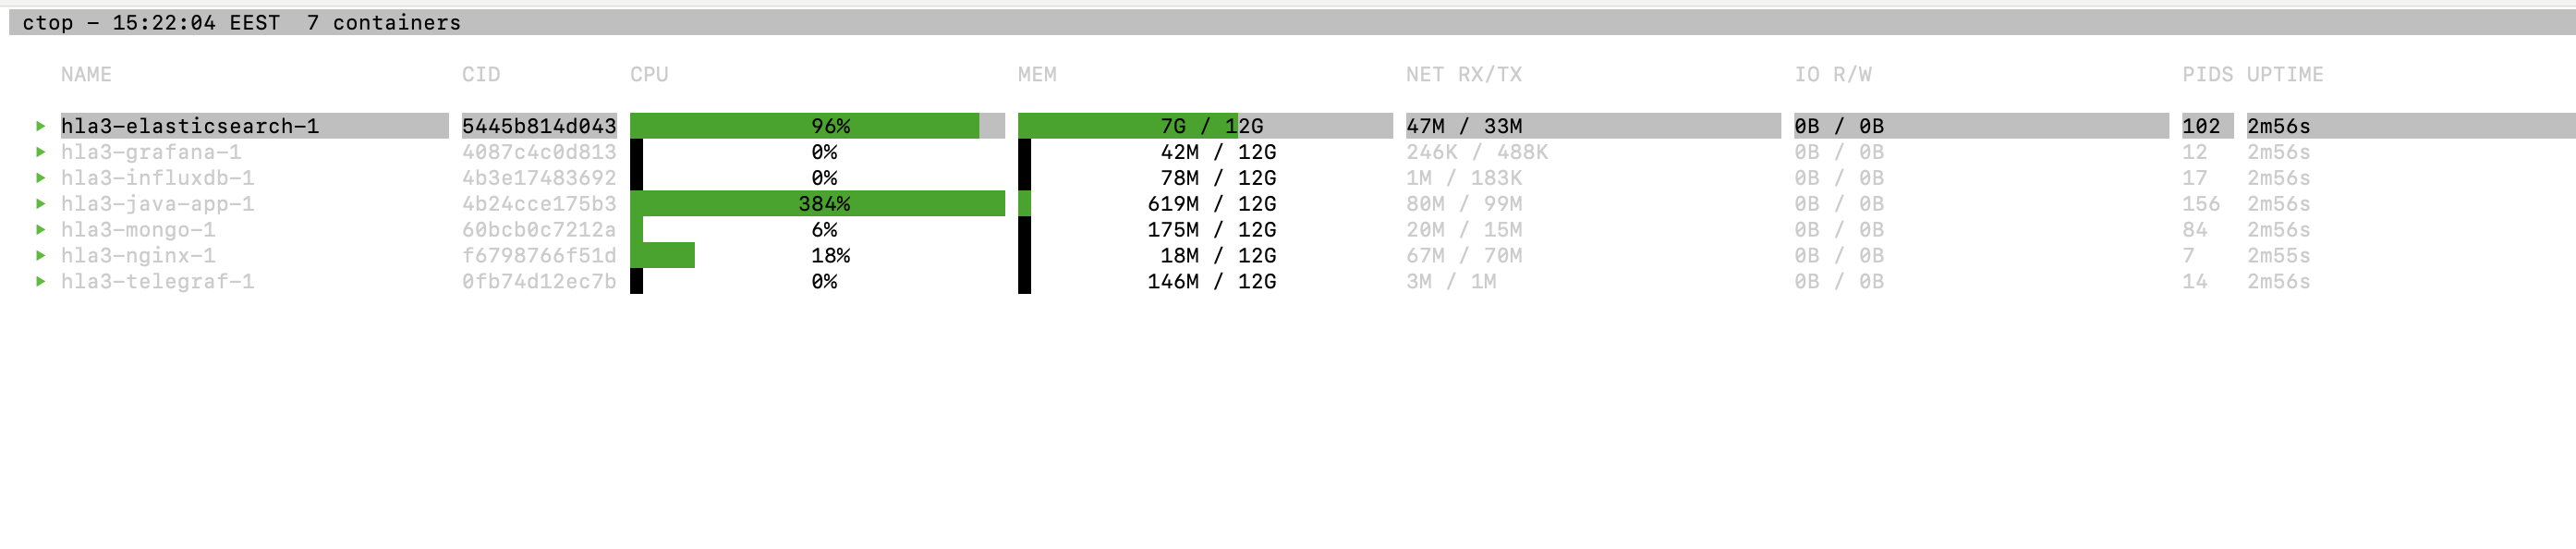 ctop – 15:22:04 EEST 7 containers
NAME CID CPU MEM NET RX/TX IO R/W PIDS UPTIME
hla3-elasticsearch-1 5445b814d043 96% 7G / 12G 47M / 33M 0B / 0B 102 2m56s
hla3-grafana-1 4087c4c0d813 0% 42M / 12G 246K / 488K 0B / 0B 12 2m56s
hla3-influxdb-1 4b3e17483692 0% 78M / 12G 1M / 183K 0B / 0B 17 2m56s
hla3-java-app-1 4b24cce175b3 384% 619M / 12G 80M / 99M 0B / 0B 156 2m56s
hla3-mongo-1 60bcb0c7212a 6% 175M / 12G 20M / 15M 0B / 0B 84 2m56s
hla3-nginx-1 f6798766f51d 18% 18M / 12G 67M / 70M 0B / 0B 7 2m55s
hla3-telegraf-1 0fb74d12ec7b 0% 146M / 12G 3M / 1M 0B / 0B 14 2m56s